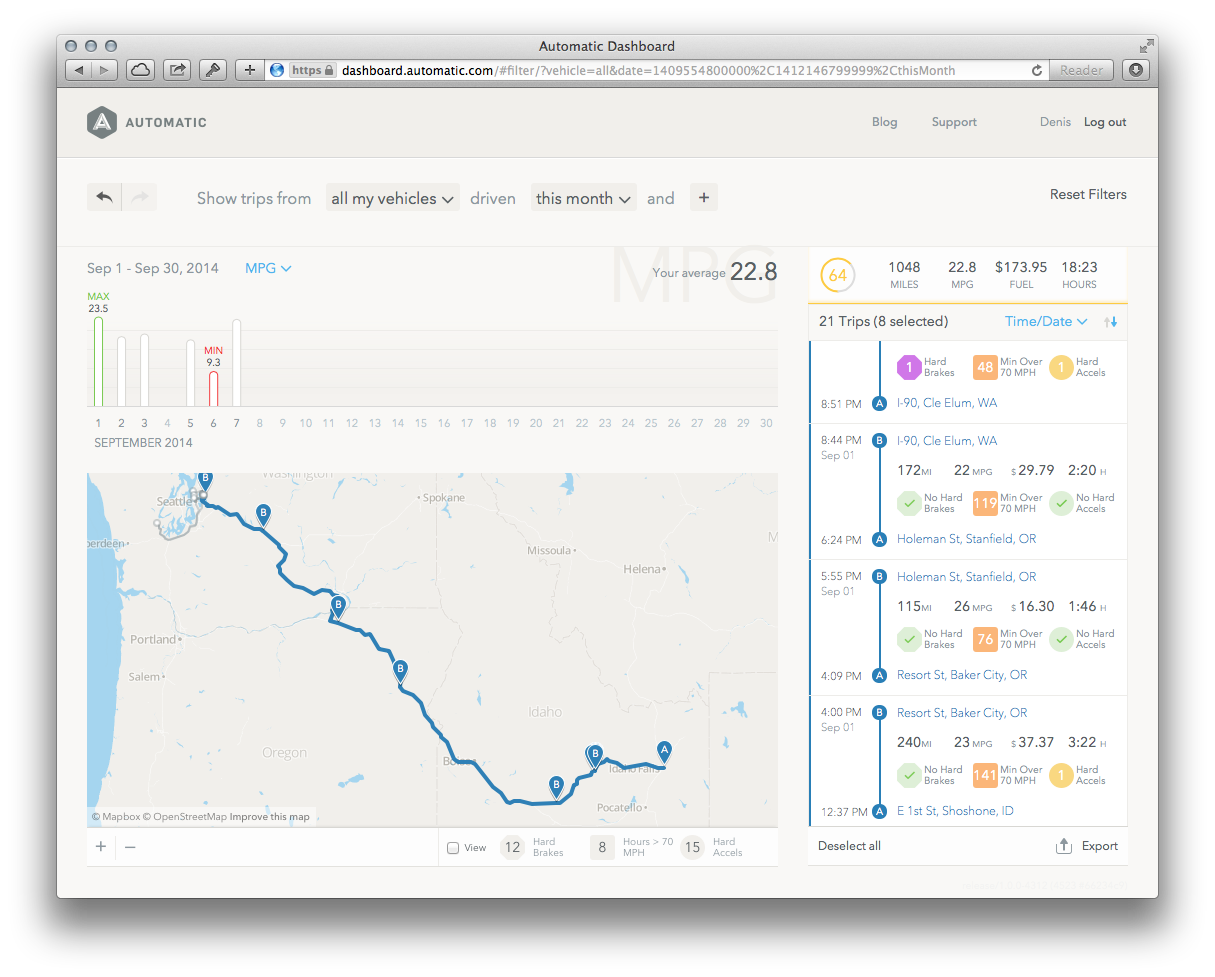 Automatic Dashboard
https dashboard.automatic.com/#filter/?vehicle=all&date=1409554800000%2C1412146799999%2CthisMonth Reader
AUTOMATIC Blog Support Denis Log out
Show trips from all my vehicles driven this month and + Reset Filters
MPG
Sep 1 - Sep 30, 2014 MPG Your average 22.8
MAX
23.5
MIN
9.3
1 2 3 4 5 6 7 8 9 10 11 12 13 14 15 16 17 18 19 20 21 22 23 24 25 26 27 28 29 30
SEPTEMBER 2014
Washington
B
Seattle
Spokane
B
berdeen
Missoula
Helena
M
B
Portland
B
Salem
Idaho
Oregon
B
A
Boise
Idaho Falls
B
Pocatello
© Mapbox © OpenStreetMap Improve this map
+ −
View 12 Hard Brakes 8 Hours > 70 MPH 15 Hard Accels
64
1048 22.8 $173.95 18:23
MILES MPG FUEL HOURS
21 Trips (8 selected) Time/Date
1 Hard Brakes 48 Min Over 70 MPH 1 Hard Accels
8:51 PM A I-90, Cle Elum, WA
8:44 PM B I-90, Cle Elum, WA
Sep 01
172 MI 22 MPG $ 29.79 2:20 H
No Hard Brakes 119 Min Over 70 MPH No Hard Accels
6:24 PM A Holeman St, Stanfield, OR
5:55 PM B Holeman St, Stanfield, OR
Sep 01
115 MI 26 MPG $ 16.30 1:46 H
No Hard Brakes 76 Min Over 70 MPH No Hard Accels
4:09 PM A Resort St, Baker City, OR
4:00 PM B Resort St, Baker City, OR
Sep 01
240 MI 23 MPG $ 37.37 3:22 H
No Hard Brakes 141 Min Over 70 MPH 1 Hard Accels
12:37 PM A E 1st St, Shoshone, ID
Deselect all Export